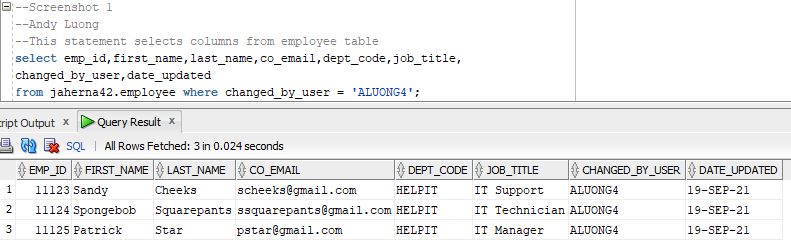 --Screenshot 1
--Andy Luong
--This statement selects columns from employee table
select emp_id,first_name,last_name,co_email,dept_code,job_title,
changed_by_user,date_updated
from jaherna42.employee where changed_by_user = 'ALUONG4';
cript Output x Query Result x
SQL | All Rows Fetched: 3 in 0.024 seconds
EMP_ID FIRST_NAME LAST_NAME CO_EMAIL DEPT_CODE JOB_TITLE CHANGED_BY_USER DATE_UPDATED
1 11123 Sandy Cheeks scheeks@gmail.com HELPIT IT Support ALUONG4 19-SEP-21
2 11124 Spongebob Squarepants ssquarepants@gmail.com HELPIT IT Technician ALUONG4 19-SEP-21
3 11125 Patrick Star pstar@gmail.com HELPIT IT Manager ALUONG4 19-SEP-21